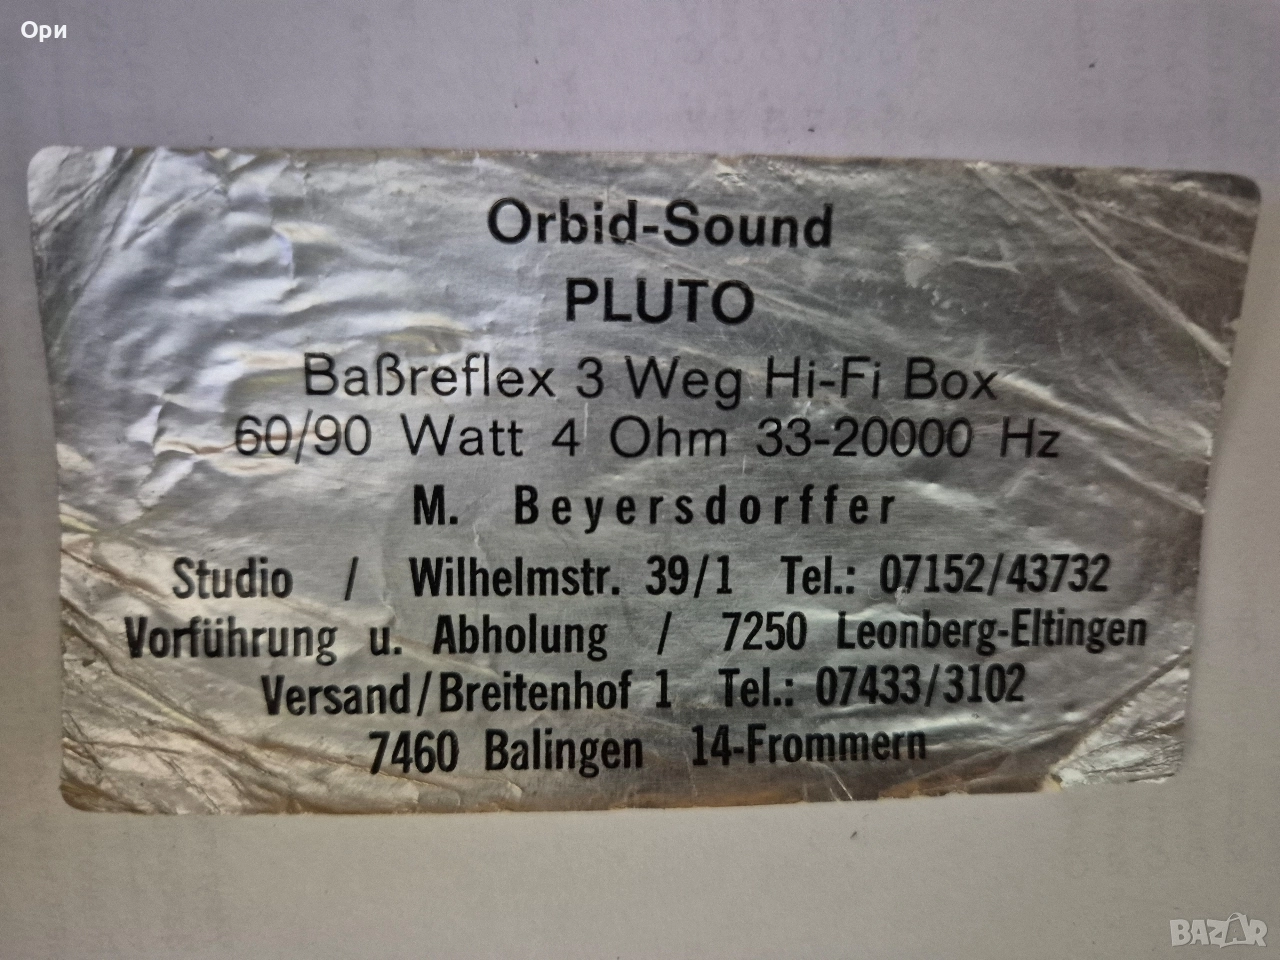 Ори
Orbid-Sound
PLUTO
Baßreflex 3 Weg Hi-Fi Box
60/90 Watt 4 Ohm 33-20000 Hz
M. Beyersdorffer
Studio / Wilhelmstr. 39/1 Tel.: 07152/43732
Vorführung u. Abholung / 7250 Leonberg-Eltingen
Versand/Breitenhof 1 Tel.: 07433/3102
7460 Balingen 14-Frommern
BAZAR